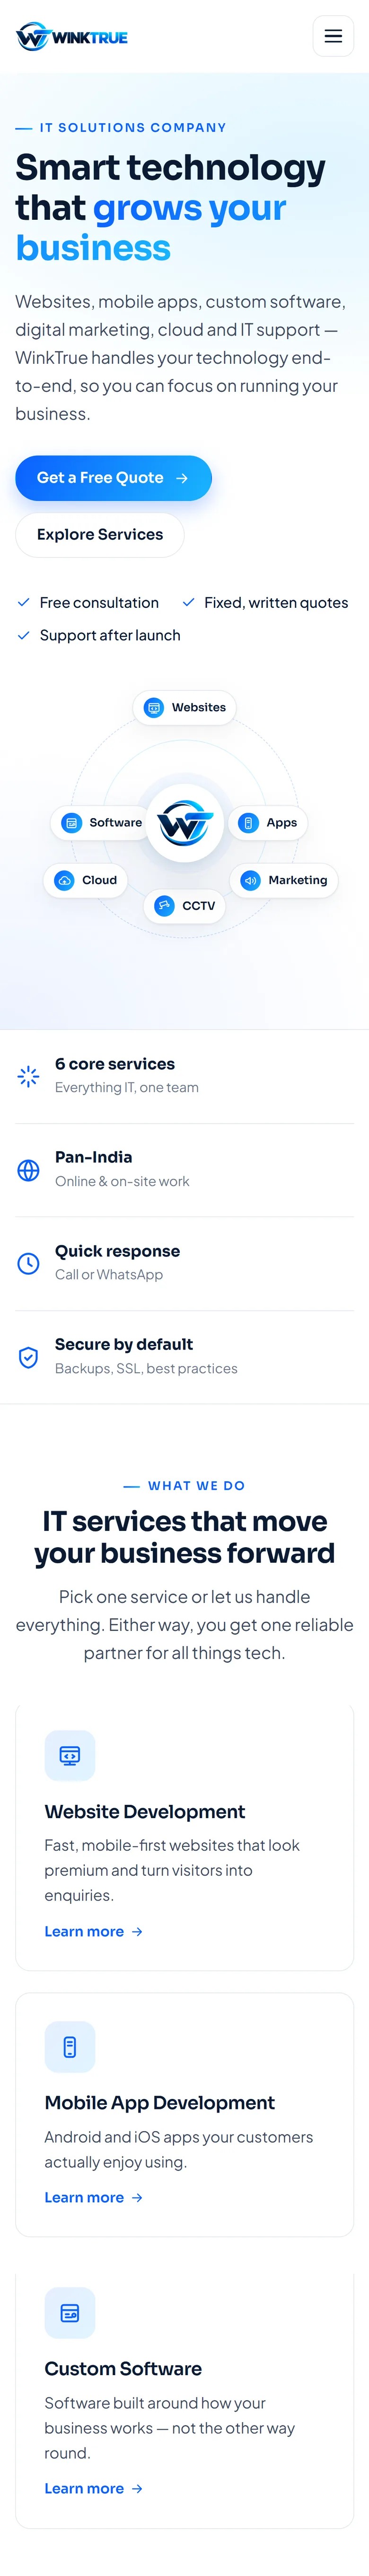 WINKTRUE
IT SOLUTIONS COMPANY
Smart technology
that grows your
business
Websites, mobile apps, custom software,
digital marketing, cloud and IT support —
WinkTrue handles your technology end-
to-end, so you can focus on running your
business.
Get a Free Quote
Explore Services
Free consultation
Fixed, written quotes
Support after launch
Websites
Software
Apps
Cloud
Marketing
CCTV
6 core services
Everything IT, one team
Pan-India
Online & on-site work
Quick response
Call or WhatsApp
Secure by default
Backups, SSL, best practices
WHAT WE DO
IT services that move
your business forward
Pick one service or let us handle
everything. Either way, you get one reliable
partner for all things tech.
Website Development
Fast, mobile-first websites that look
premium and turn visitors into
enquiries.
Learn more
Mobile App Development
Android and iOS apps your customers
actually enjoy using.
Learn more
Custom Software
Software built around how your
business works — not the other way
round.
Learn more